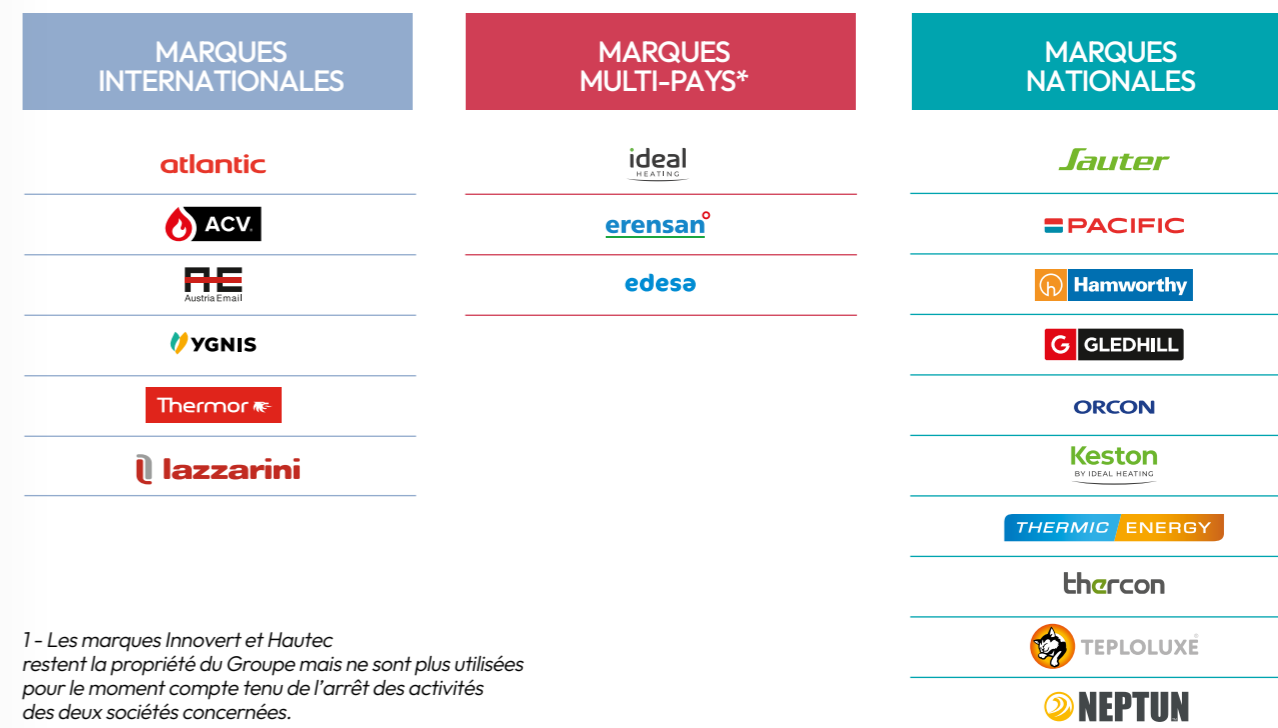 MARQUES
INTERNATIONALES
atlantic
ACV
AE
Austria Email
YGNIS
Thermor
lazzarini
MARQUES
MULTI-PAYS*
ideal
HEATING
erensan
edesa
MARQUES
NATIONALES
Sauter
PACIFIC
Hamworthy
G GLEDHILL
ORCON
Keston
BY IDEAL HEATING
THERMIC ENERGY
thercon
TEPLOLUXE
NEPTUN
1 - Les marques Innovert et Hautec
restent la propriété du Groupe mais ne sont plus utilisées
pour le moment compte tenu de l'arrêt des activités
des deux sociétés concernées.